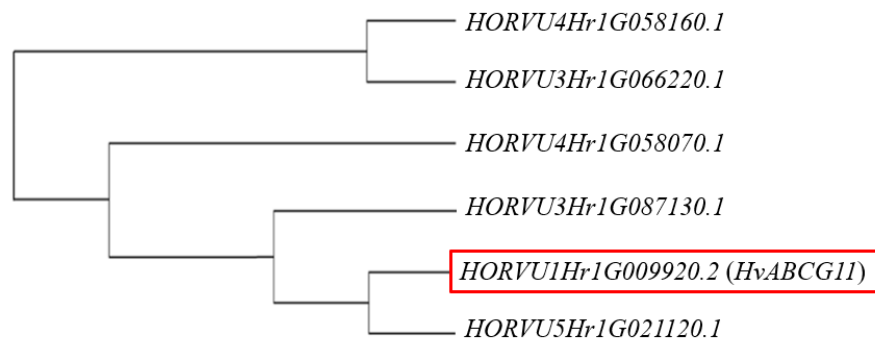 HORVU4Hr1G058160.1
HORVU3Hr1G066220.1
HORVU4Hr1G058070.1
HORVU3Hr1G087130.1
HORVU1Hr1G009920.2 (HvABCG11)
HORVU5Hr1G021120.1